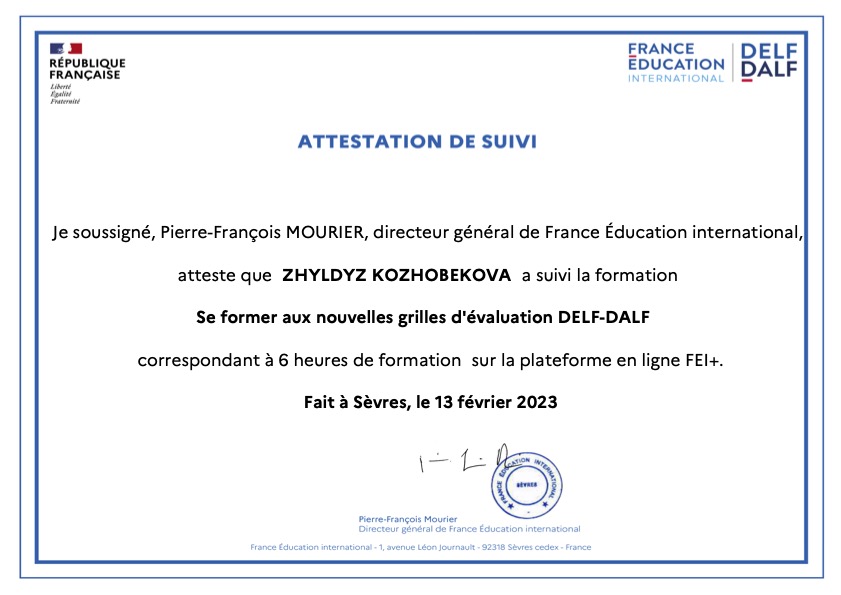 RÉPUBLIQUE
FRANÇAISE
Liberté
Égalité
Fraternité
FRANCE
ÉDUCATION
INTERNATIONAL
DELF
DALF
ATTESTATION DE SUIVI
Je soussigné, Pierre-François MOURIER, directeur général de France Éducation international,
atteste que ZHYLDYZ KOZHOBEKOVA a suivi la formation
Se former aux nouvelles grilles d'évaluation DELF-DALF
correspondant à 6 heures de formation sur la plateforme en ligne FEI+.
Fait à Sèvres, le 13 février 2023
FRANCE ÉDUCATION INTERNATIONAL
SÈVRES
Pierre-François Mourier
Directeur général de France Éducation international
France Éducation international - 1, avenue Léon Journault - 92318 Sèvres cedex - France